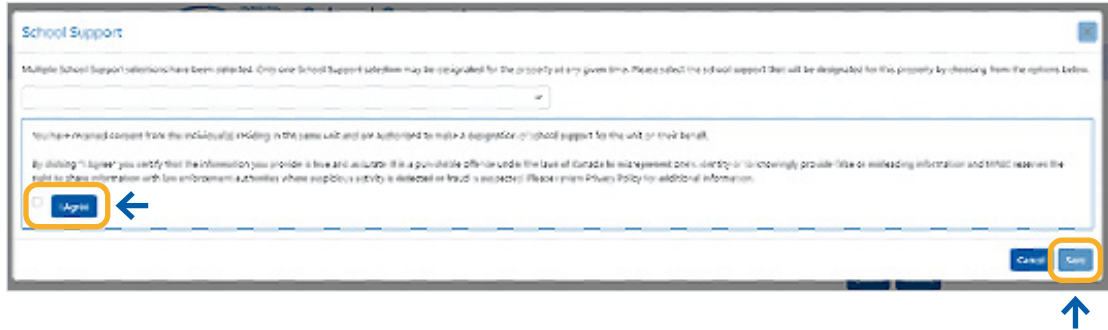 School Support
Multiple School Support selections have been selected. Only one School Support selection may be designated for the property at any given time. Please select the school support that will be designated for this property by choosing from the options below.
You have received consent from the individual(s) residing in the same unit and are authorized to make a designation of school support for the unit on their behalf.
By clicking "I Agree" you certify that the information you provide is true and accurate. It is a punishable offence under the laws of Canada to misrepresent one's identity or to knowingly provide false or misleading information and MPAC reserves the
right to share information with law enforcement authorities where suspicious activity is detected or fraud is suspected. Please review Privacy Policy for additional information.
I Agree
Cancel Save